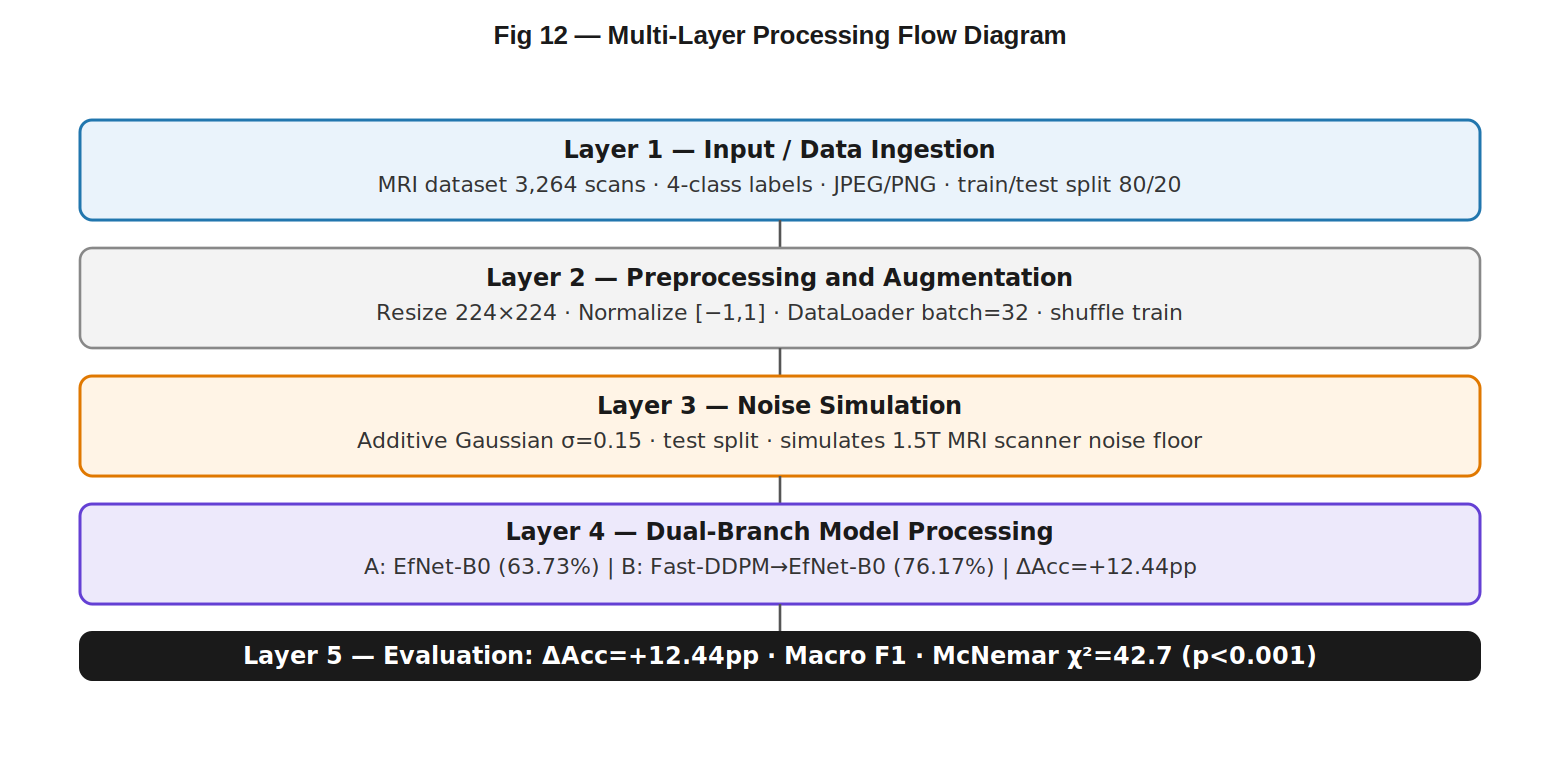 Fig 12 — Multi-Layer Processing Flow Diagram
Layer 1 — Input / Data Ingestion
MRI dataset 3,264 scans · 4-class labels · JPEG/PNG · train/test split 80/20
Layer 2 — Preprocessing and Augmentation
Resize 224×224 · Normalize [−1,1] · DataLoader batch=32 · shuffle train
Layer 3 — Noise Simulation
Additive Gaussian σ=0.15 · test split · simulates 1.5T MRI scanner noise floor
Layer 4 — Dual-Branch Model Processing
A: EfNet-B0 (63.73%) | B: Fast-DDPM→EfNet-B0 (76.17%) | ΔAcc=+12.44pp
Layer 5 — Evaluation: ΔAcc=+12.44pp · Macro F1 · McNemar χ²=42.7 (p<0.001)